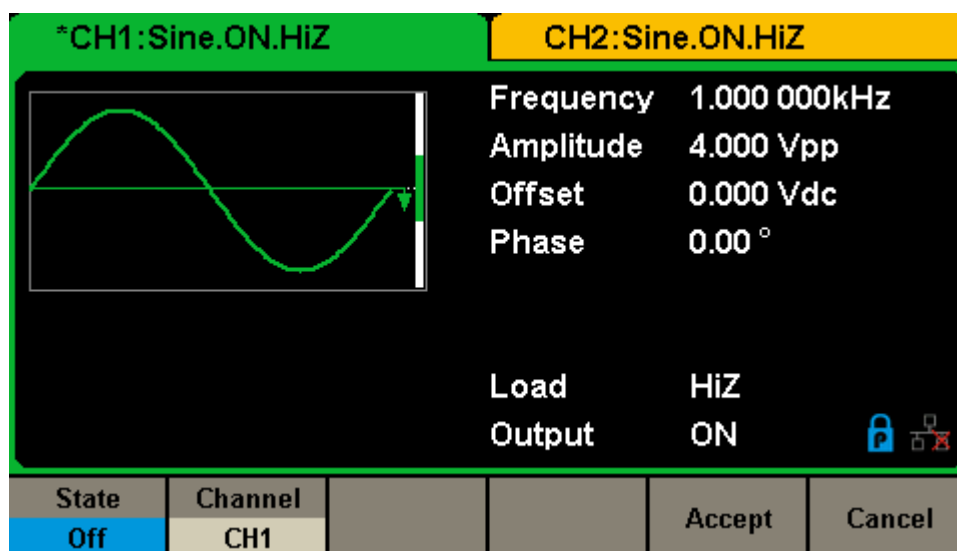 *CH1:Sine.ON.HiZ
CH2:Sine.ON.HiZ
Frequency 1.000 000kHz
Amplitude 4.000 Vpp
Offset 0.000 Vdc
Phase 0.00 °
Load HiZ
Output ON
P
State Channel Accept Cancel
Off CH1